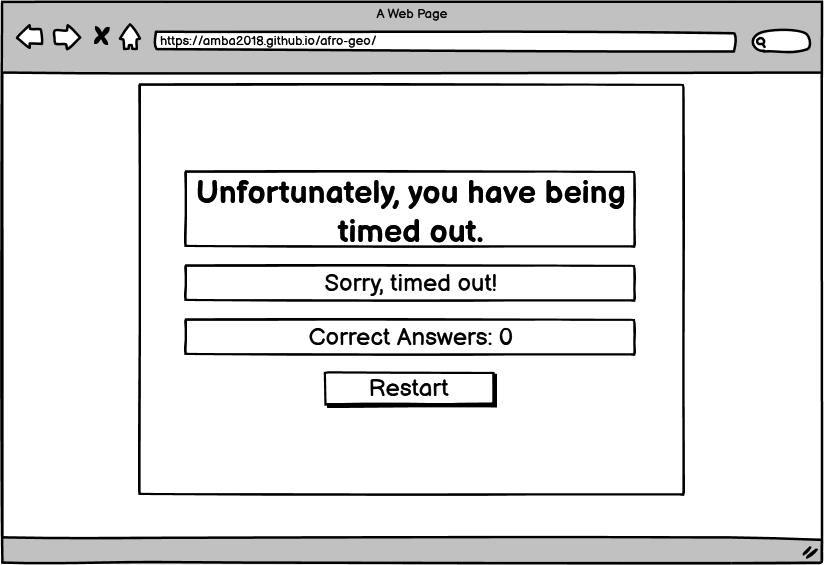 A Web Page
https://amba2018.github.io/afro-geo/
Unfortunately, you have being
timed out.
Sorry, timed out!
Correct Answers: 0
Restart